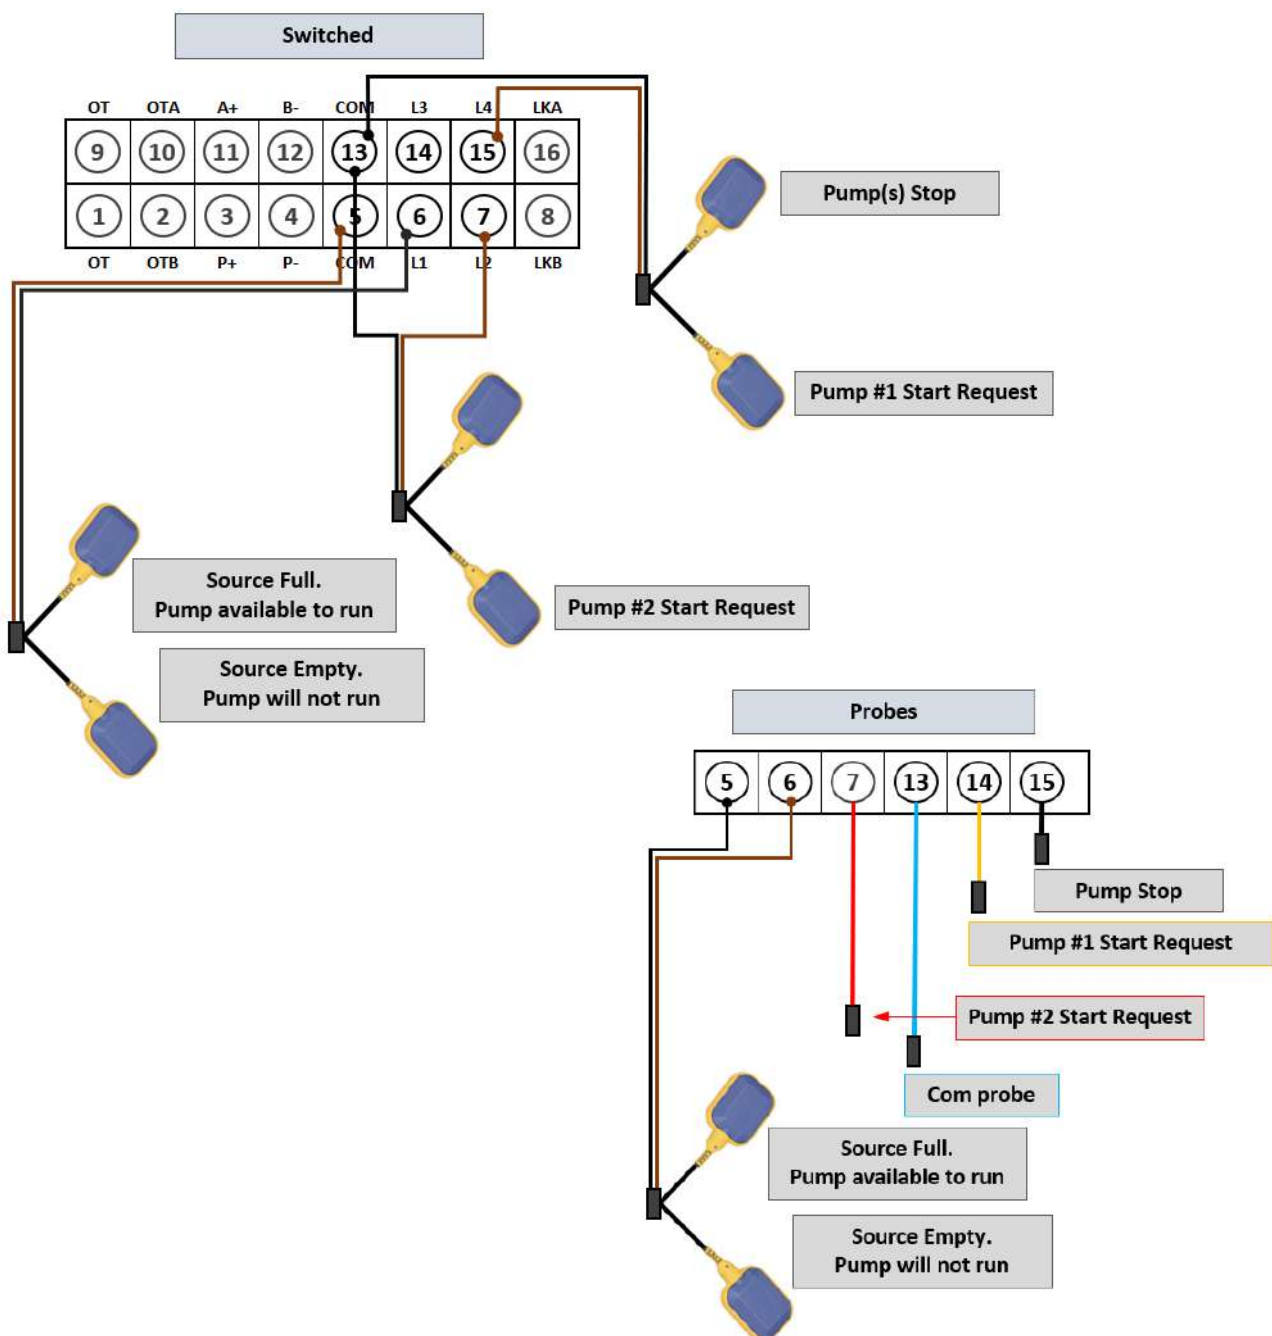 Switched
OT OTA A+ B- COM L3 L4 LKA
9 10 11 12 13 14 15 16
1 2 3 4 5 6 7 8
OT OTB P+ P- COM L1 L2 LKB
Pump(s) Stop
Pump #1 Start Request
Source Full.
Pump available to run
Pump #2 Start Request
Source Empty.
Pump will not run
Probes
5 6 7 13 14 15
Pump Stop
Pump #1 Start Request
Pump #2 Start Request
Com probe
Source Full.
Pump available to run
Source Empty.
Pump will not run